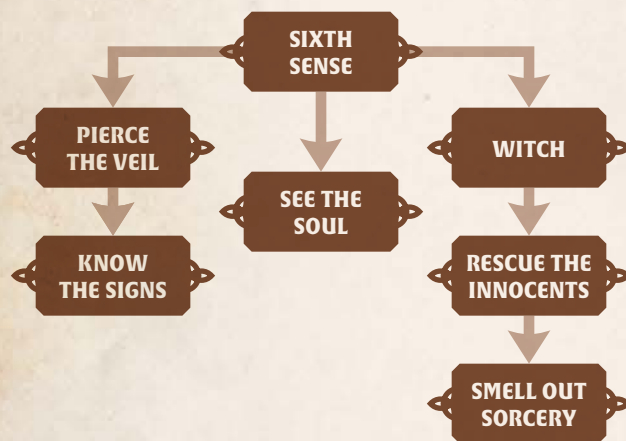 SIXTH
SENSE
PIERCE
THE VEIL
WITCH
SEE THE
SOUL
KNOW
THE SIGNS
RESCUE THE
INNOCENTS
SMELL OUT
SORCERY